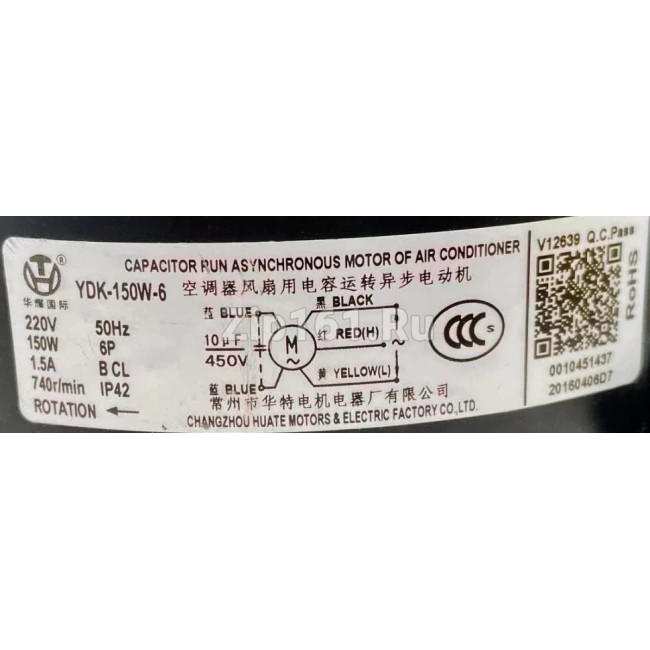 CAPACITOR RUN ASYNCHRONOUS MOTOR OF AIR CONDITIONER
YDK-150W-6 空调器风扇用电容运转异步电动机
®
华耀国际
220V 50Hz
150W 6P
1.5A B CL
740r/min IP42
ROTATION ←
蓝 BLUE
10μF
450V
蓝 BLUE
M
~
黑 BLACK
红 RED(H)
黄 YELLOW(L)
~
CCC S
常州市华特电机电器厂有限公司
CHANGZHOU HUATE MOTORS & ELECTRIC FACTORY CO.,LTD.
V12639 Q.C.Pass
RoHS
0010451437
20160406D7
Zip161.Ru